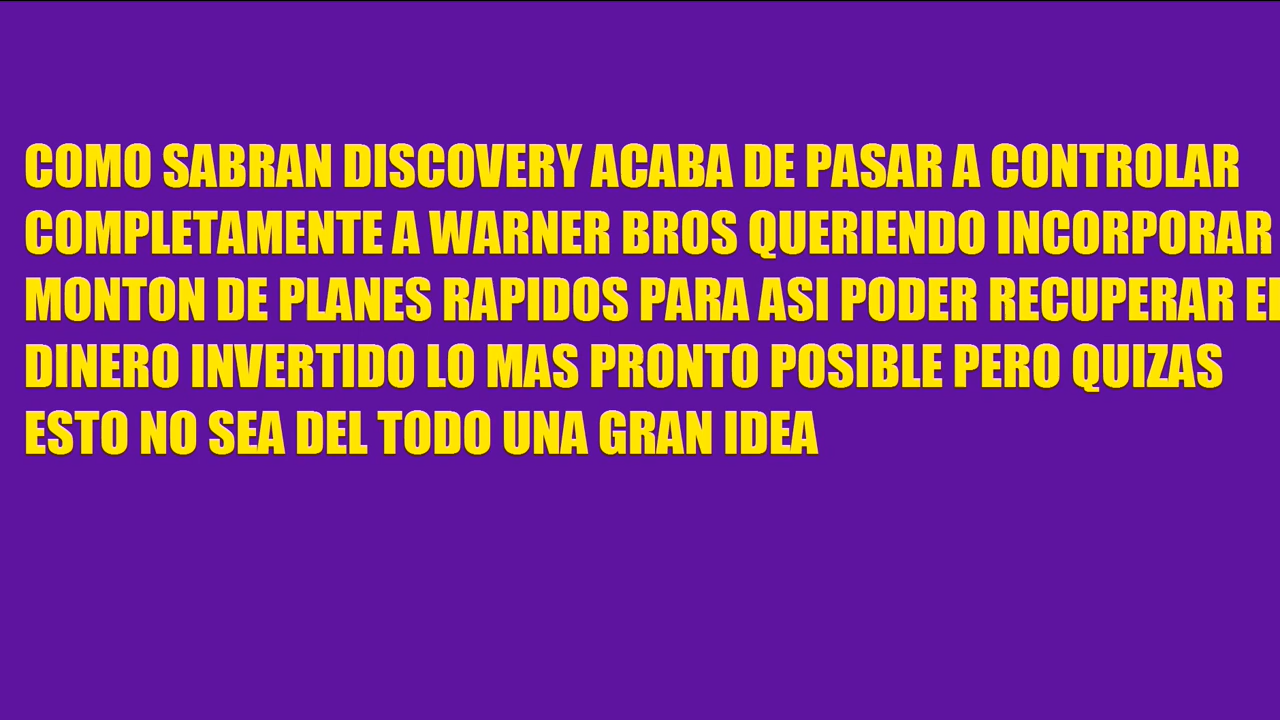 COMO SABRAN DISCOVERY ACABA DE PASAR A CONTROLAR
COMPLETAMENTE A WARNER BROS QUERIENDO INCORPORAR
MONTON DE PLANES RAPIDOS PARA ASI PODER RECUPERAR
DINERO INVERTIDO LO MAS PRONTO POSIBLE PERO QUIZAS
ESTO NO SEA DEL TODO UNA GRAN IDEA